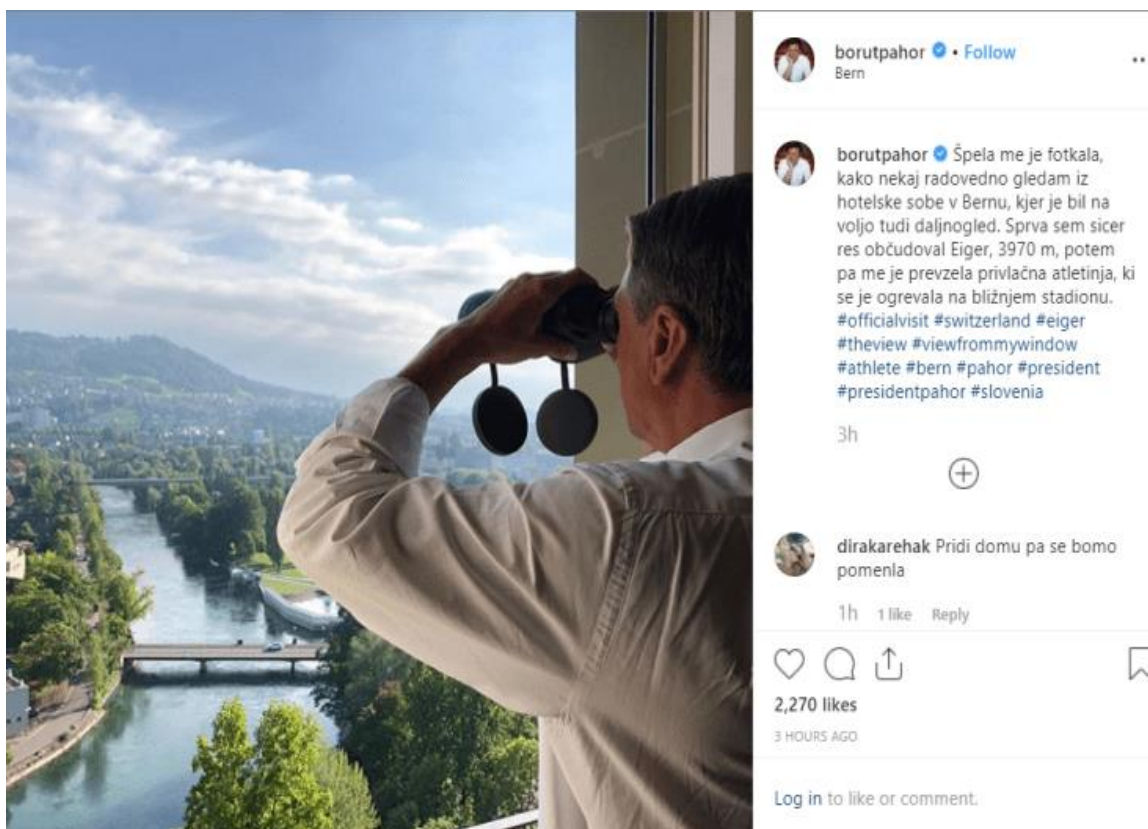 borutpahor • Follow
Bern
borutpahor Špela me je fotkala,
kako nekaj radovedno gledam iz
hotelske sobe v Bernu, kjer je bil na
voljo tudi daljnogled. Sprva sem sicer
res občudoval Eiger, 3970 m, potem
pa me je prevzela privlačna atletinja, ki
se je ogrevala na bližnjem stadionu.
#officialvisit #switzerland #eiger
#theview #viewfrommywindow
#athlete #bern #pahor #president
#presidentpahor #slovenia
3h
dirakarehak Pridi domu pa se bomo
pomenla
1h 1 like Reply
2,270 likes
3 HOURS AGO
Log in to like or comment.